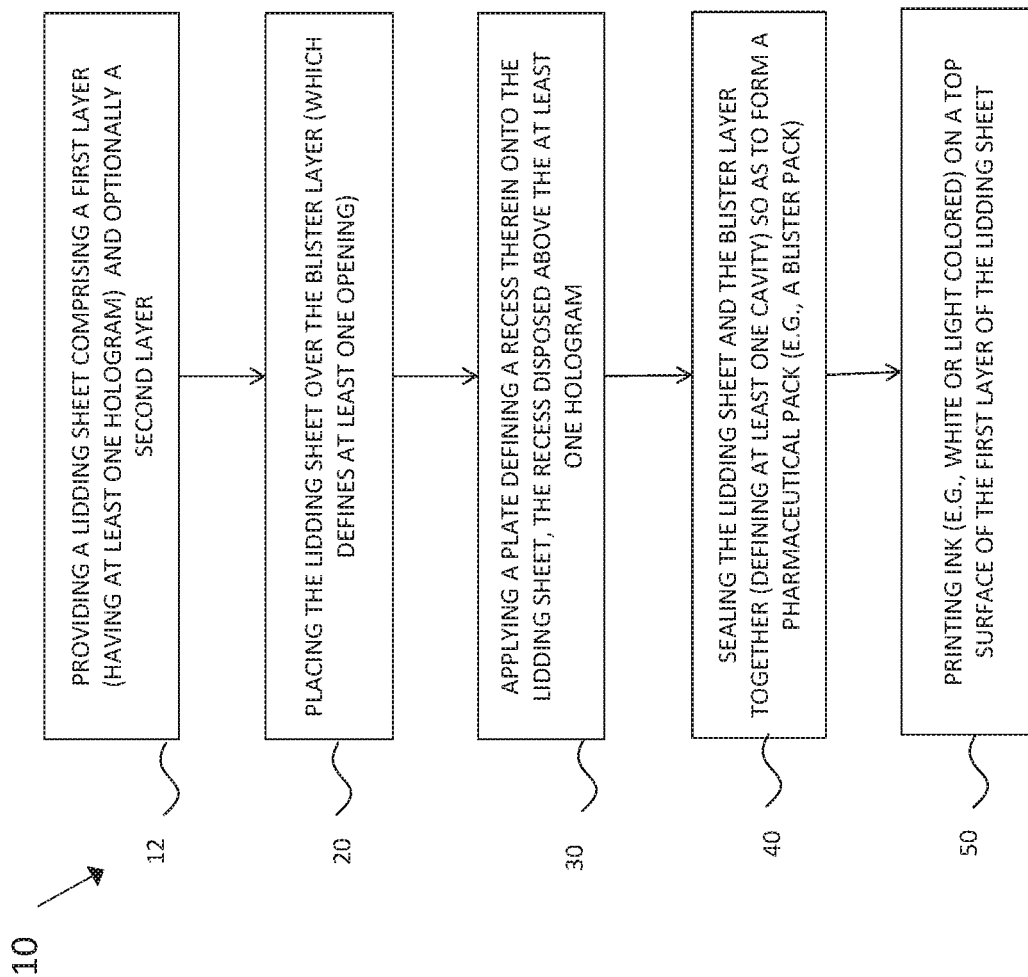 10
12
PROVIDING A LIDDING SHEET COMPRISING A FIRST LAYER
(HAVING AT LEAST ONE HOLOGRAM) AND OPTIONALLY A
SECOND LAYER
20
PLACING THE LIDDING SHEET OVER THE BLISTER LAYER (WHICH
DEFINES AT LEAST ONE OPENING)
30
APPLYING A PLATE DEFINING A RECESS THEREIN ONTO THE
LIDDING SHEET, THE RECESS DISPOSED ABOVE THE AT LEAST
ONE HOLOGRAM
40
SEALING THE LIDDING SHEET AND THE BLISTER LAYER
TOGETHER (DEFINING AT LEAST ONE CAVITY) SO AS TO FORM A
PHARMACEUTICAL PACK (E.G., A BLISTER PACK)
50
PRINTING INK (E.G., WHITE OR LIGHT COLORED) ON A TOP
SURFACE OF THE FIRST LAYER OF THE LIDDING SHEET